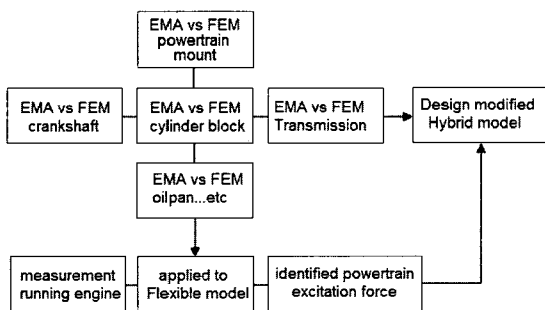 EMA vs FEM
powertrain
mount
EMA vs FEM
crankshaft
EMA vs FEM
cylinder block
EMA vs FEM
Transmission
Design modified
Hybrid model
EMA vs FEM
oilpan...etc
measurement
running engine
applied to
Flexible model
identified powertrain
excitation force